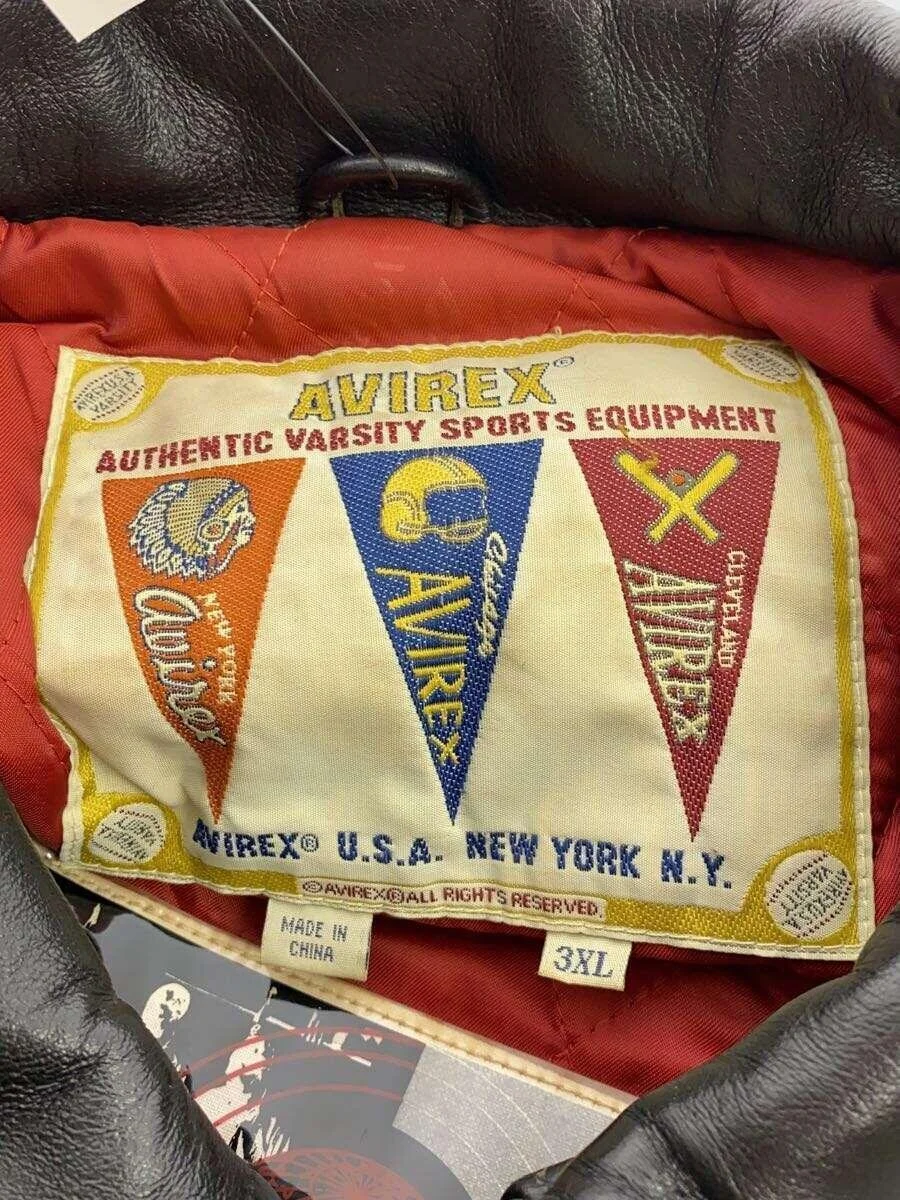 AVIREX®
AUTHENTIC VARSITY SPORTS EQUIPMENT
NEW YORK
avirex
AVIREX
CLEVELAND
AVIREX
AVIREX® U.S.A. NEW YORK N.Y.
©AVIREX®ALL RIGHTS RESERVED.
MADE IN
CHINA
3XL